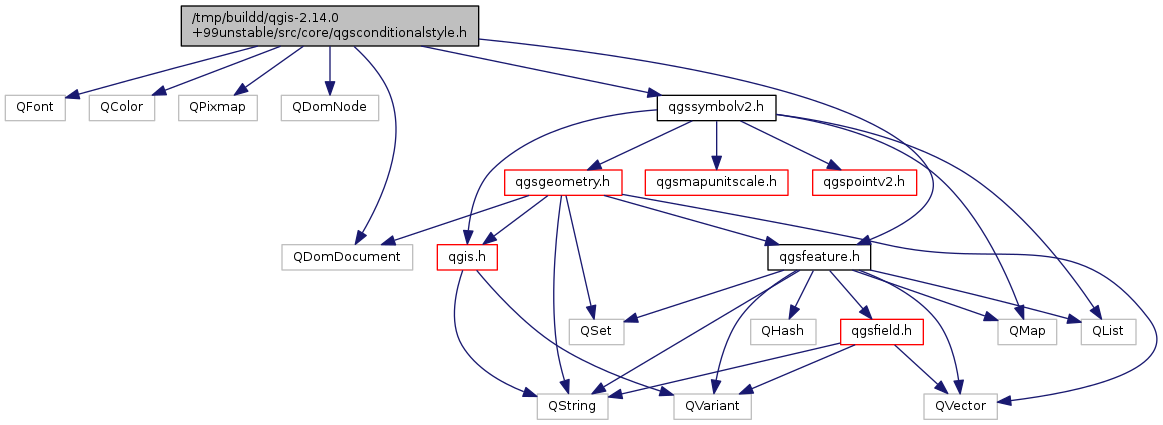 /tmp/buildd/qgis-2.14.0
+99unstable/src/core/qgsconditionalstyle.h
QFont
QColor
QPixmap
QDomNode
qgssymbolv2.h
qgsgeometry.h
qgsmapunitscale.h
qgspointv2.h
QDomDocument
qgis.h
qgsfeature.h
QSet
QHash
qgsfield.h
QMap
QList
QString
QVariant
QVector